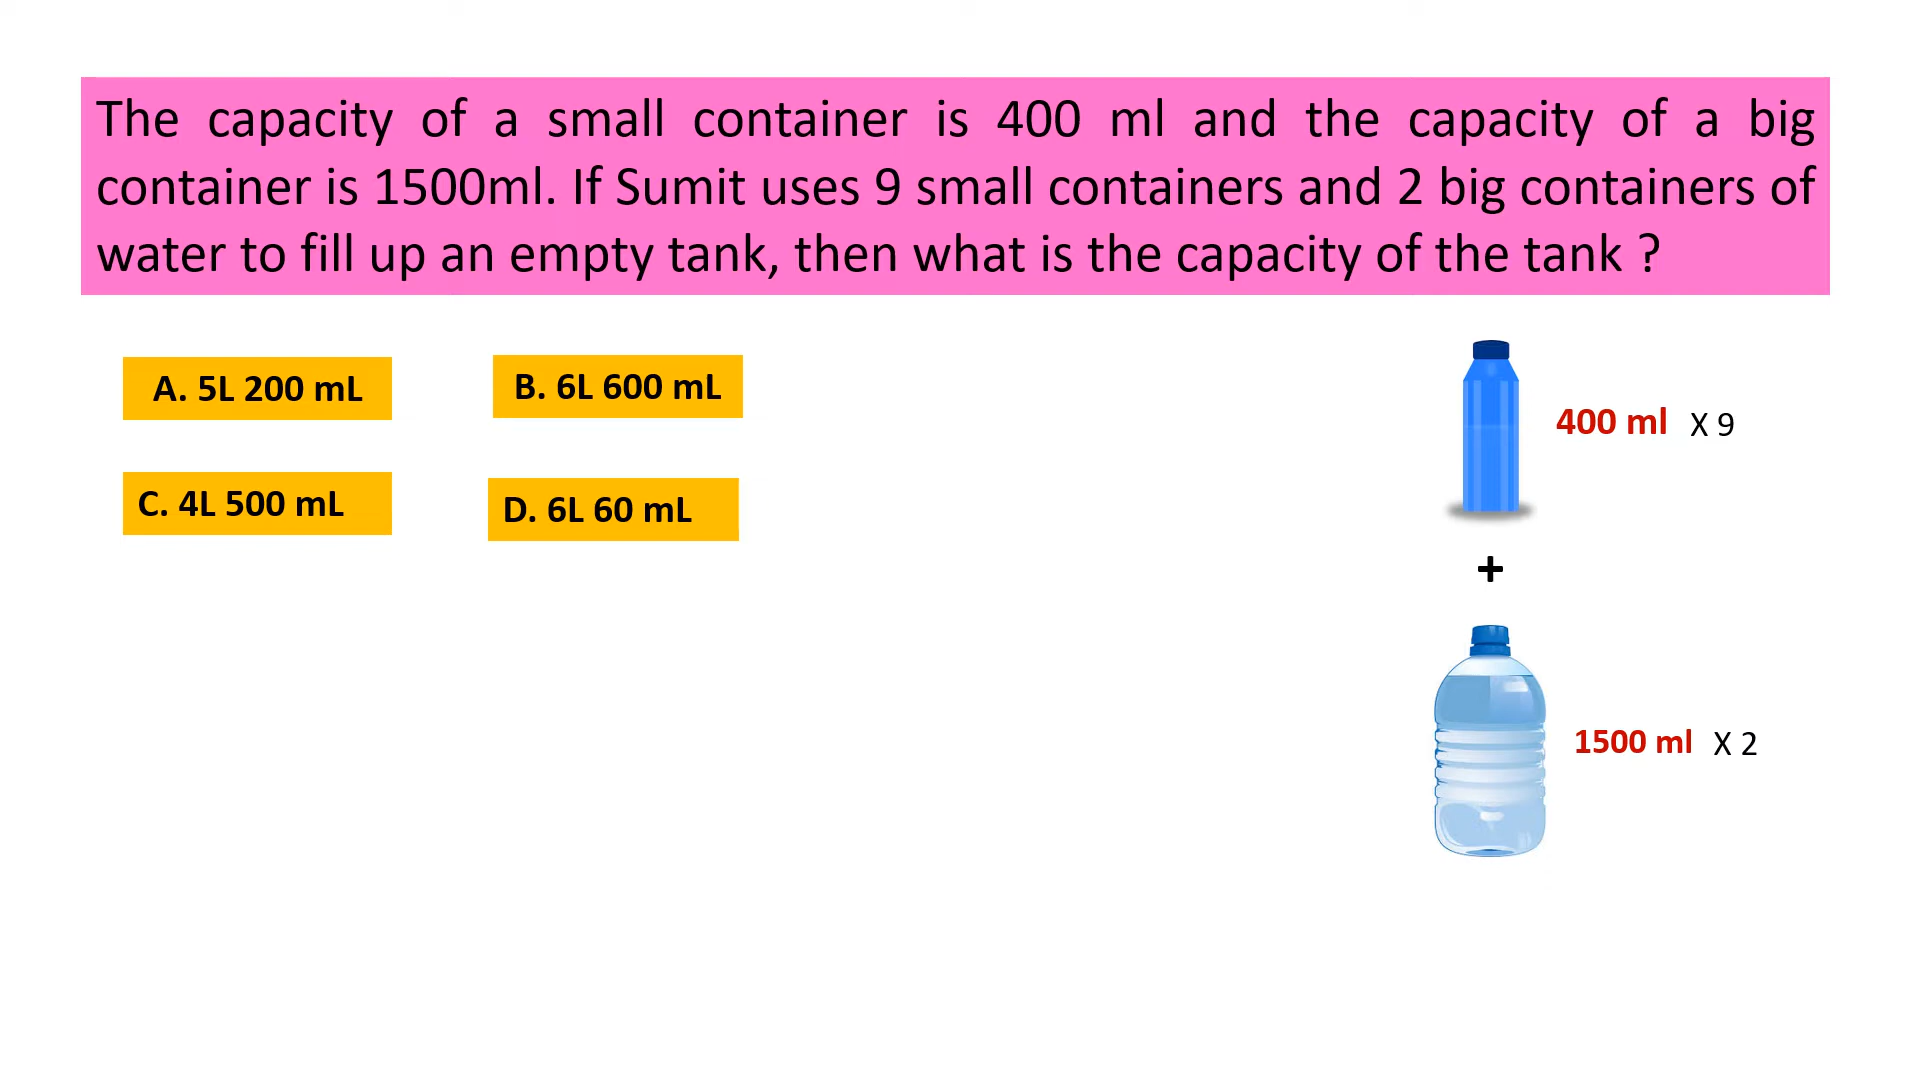 The capacity of a small container is 400 ml and the capacity of a big
container is 1500ml. If Sumit uses 9 small containers and 2 big containers of
water to fill up an empty tank, then what is the capacity of the tank ?
A. 5L 200 mL
B. 6L 600 mL
C. 4L 500 mL
D. 6L 60 mL
400 ml X 9
+
1500 ml X 2